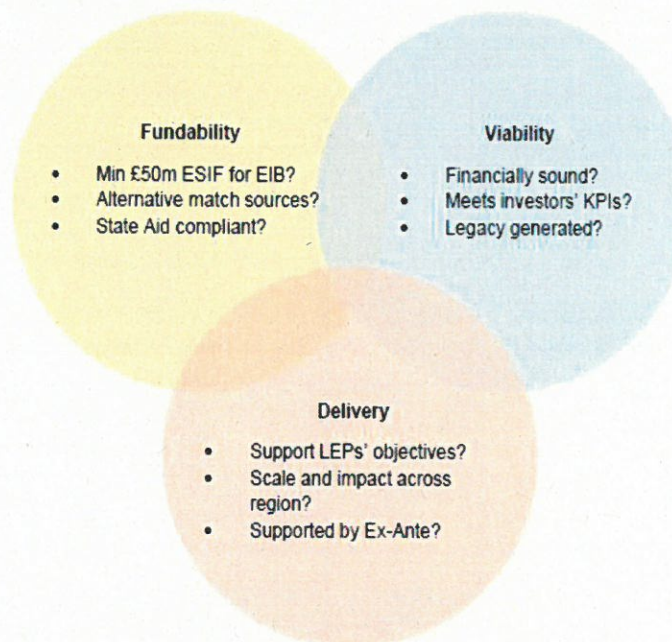 Fundability
• Min £50m ESIF for EIB?
• Alternative match sources?
• State Aid compliant?
Viability
• Financially sound?
• Meets investors' KPIs?
• Legacy generated?
Delivery
• Support LEPs' objectives?
• Scale and impact across
region?
• Supported by Ex-Ante?